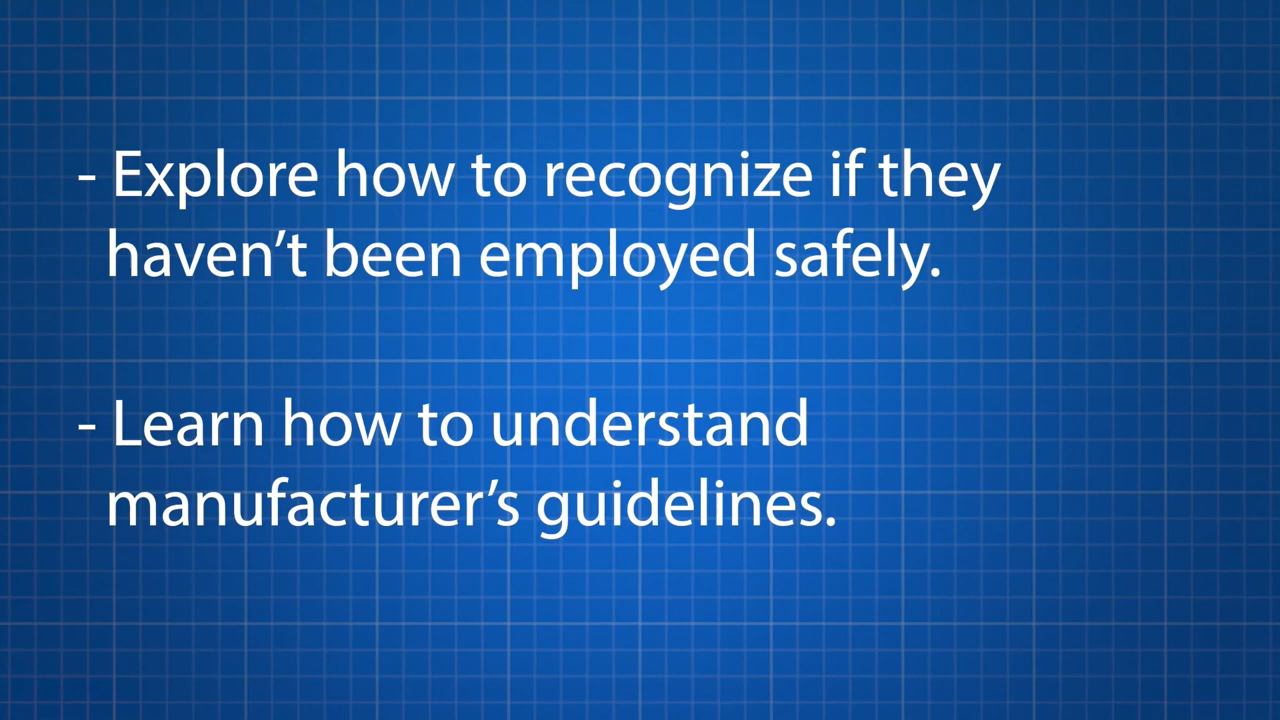 - Explore how to recognize if they
haven’t been employed safely.
- Learn how to understand
manufacturer’s guidelines.